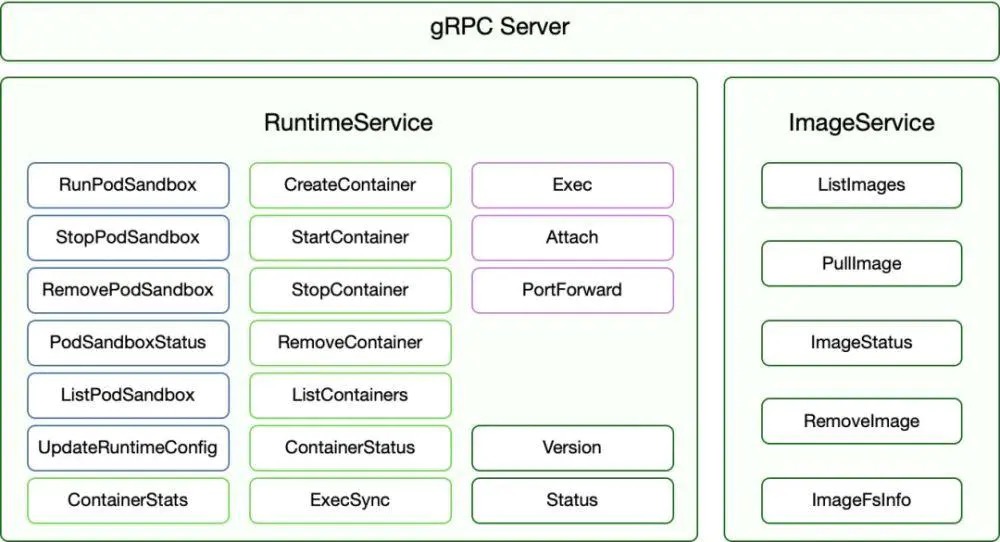 gRPC Server
RuntimeService
RunPodSandbox
StopPodSandbox
RemovePodSandbox
PodSandboxStatus
ListPodSandbox
UpdateRuntimeConfig
ContainerStats
CreateContainer
StartContainer
StopContainer
RemoveContainer
ListContainers
ContainerStatus
ExecSync
Exec
Attach
PortForward
Version
Status
ImageService
ListImages
PullImage
ImageStatus
RemoveImage
ImageFsInfo